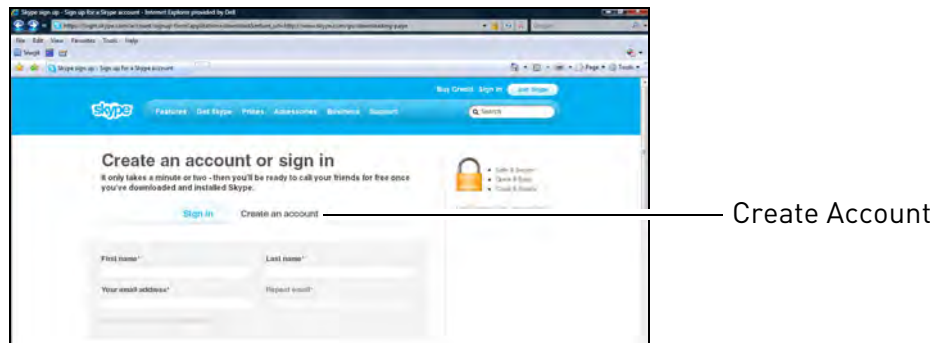 Skype sign up - Sign up for a Skype account - Internet Explorer provided by Dell
File Edit View Favorites Tools Help
Skype sign up - Sign up for a Skype account
Page Tools
Buy Credit Sign in Join Skype
skype
Features Get Skype Prices Accessories Business Support
Search
Create an account or sign in
It only takes a minute or two - then you'll be ready to call your friends for free once
you've downloaded and installed Skype.
Sign in Create an account
Create Account
First name* Last name*
Your email address* Repeat email*